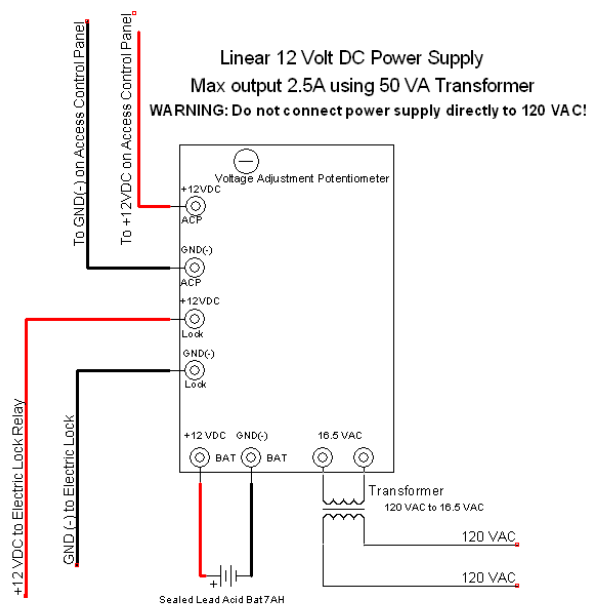 Linear 12 Volt DC Power Supply
Max output 2.5A using 50 VA Transformer
WARNING: Do not connect power supply directly to 120 VAC!
To GND(-) on Access Control Panel
To +12VDC on Access Control Panel
Voltage Adjustment Potentiometer
+12VDC
ACP
GND(-)
ACP
+12VDC
Lock
GND(-)
Lock
+12 VDC to Electric Lock Relay
GND (-) to Electric Lock
+12 VDC GND(-) 16.5 VAC
BAT BAT
Transformer
120 VAC to 16.5 VAC
120 VAC
120 VAC
+
Sealed Lead Acid Bat7AH